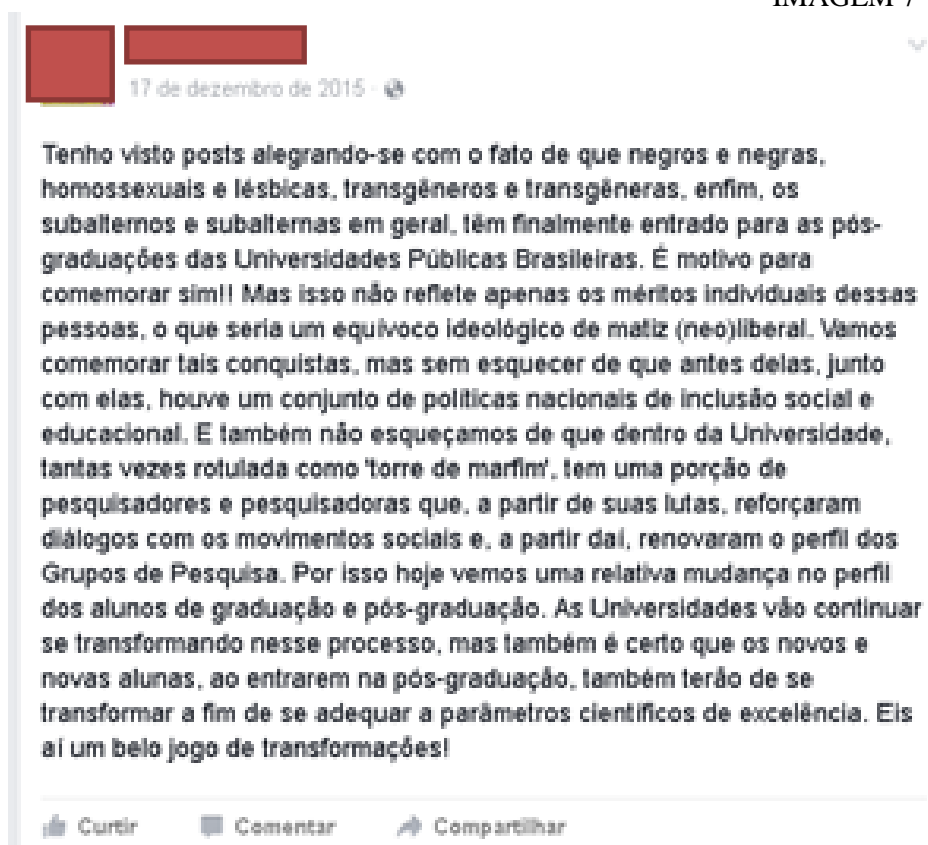 IMAGEM 7
17 de dezembro de 2015 ·
Tenho visto posts alegrando-se com o fato de que negros e negras,
homossexuais e lésbicas, transgêneros e transgêneras, enfim, os
subalternos e subalternas em geral, têm finalmente entrado para as pós-
graduações das Universidades Públicas Brasileiras. É motivo para
comemorar sim!! Mas isso não reflete apenas os méritos individuais dessas
pessoas, o que seria um equívoco ideológico de matiz (neo)liberal. Vamos
comemorar tais conquistas, mas sem esquecer de que antes delas, junto
com elas, houve um conjunto de políticas nacionais de inclusão social e
educacional. E também não esqueçamos de que dentro da Universidade,
tantas vezes rotulada como 'torre de marfim', tem uma porção de
pesquisadores e pesquisadoras que, a partir de suas lutas, reforçaram
diálogos com os movimentos sociais e, a partir daí, renovaram o perfil dos
Grupos de Pesquisa. Por isso hoje vemos uma relativa mudança no perfil
dos alunos de graduação e pós-graduação. As Universidades vão continuar
se transformando nesse processo, mas também é certo que os novos e
novas alunas, ao entrarem na pós-graduação, também terão de se
transformar a fim de se adequar a parâmetros científicos de excelência. Eis
aí um belo jogo de transformações!
Curtir Comentar Compartilhar